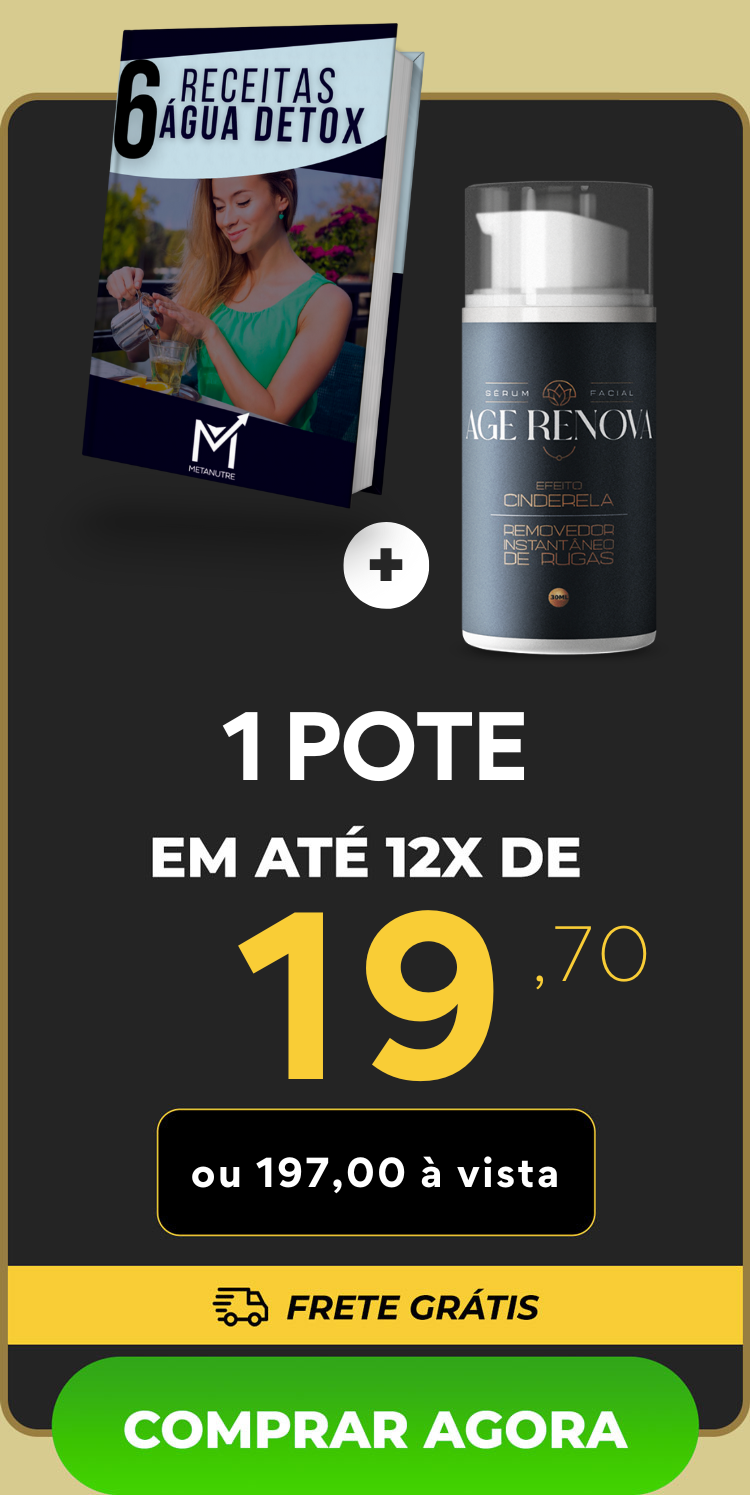 6 RECEITAS
ÁGUA DETOX
METANUTRE
SÉRUM FACIAL
AGE RENOVA
EFEITO
CINDERELA
REMOVEDOR
INSTANTÂNEO
DE RUGAS
30ML
+
1 POTE
EM ATÉ 12X DE
19,70
ou 197,00 à vista
FRETE GRÁTIS
COMPRAR AGORA